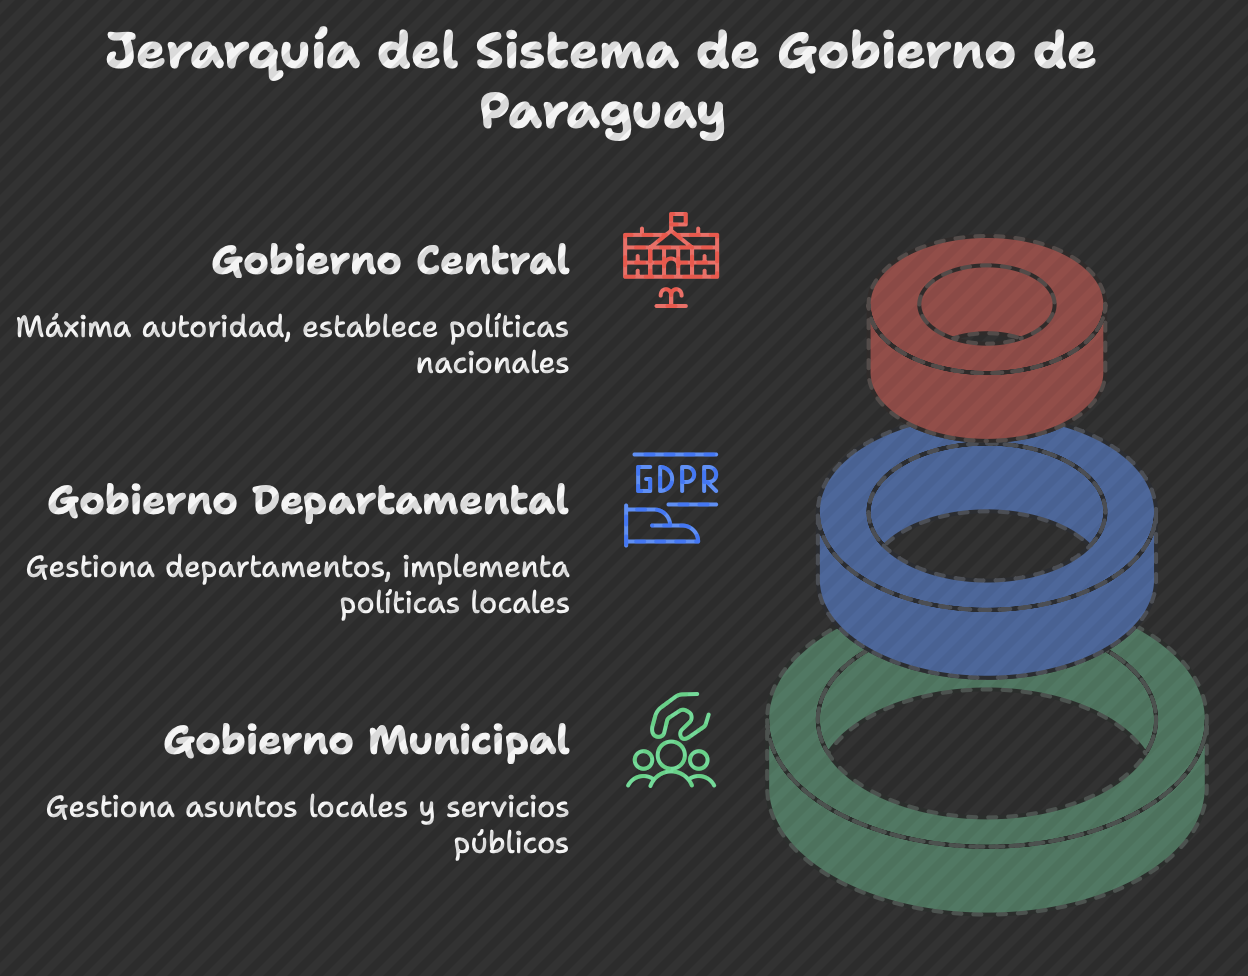 Jerarquía del Sistema de Gobierno de
Paraguay
Gobierno Central
Máxima autoridad, establece políticas
nacionales
GDPR
Gobierno Departamental
Gestiona departamentos, implementa
políticas locales
Gobierno Municipal
Gestiona asuntos locales y servicios
públicos